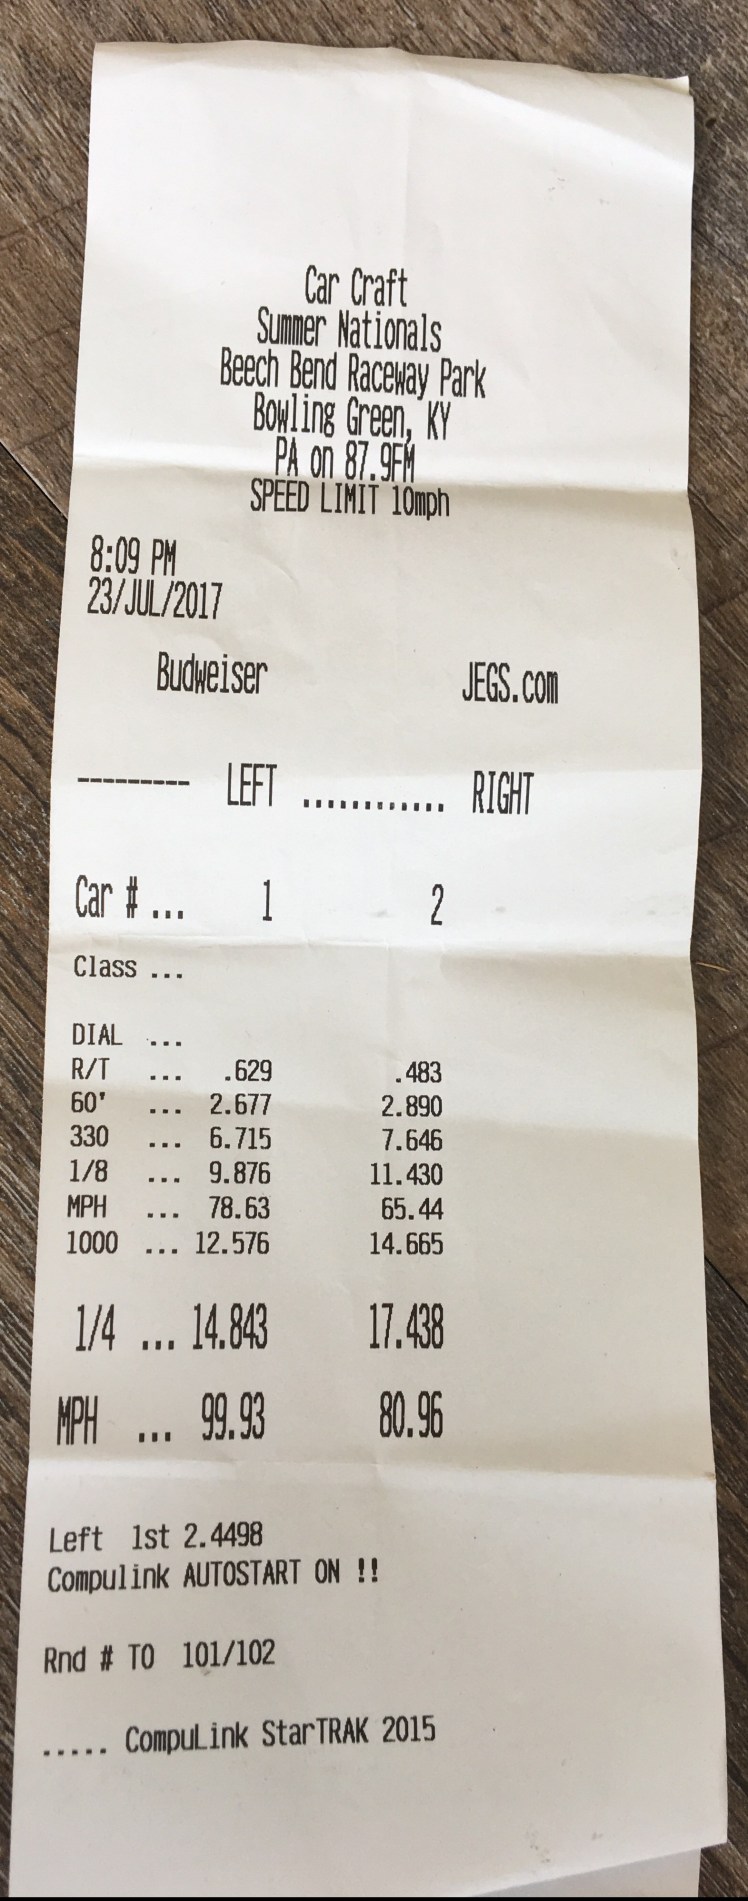 Car Craft
Summer Nationals
Beech Bend Raceway Park
Bowling Green, KY
PA on 87.9FM
SPEED LIMIT 10mph
8:09 PM
23/JUL/2017
Budweiser JEGS.com
--------- LEFT ............ RIGHT
Car # ... 1 2
Class ...
DIAL ...
R/T ... .629 .483
60' ... 2.677 2.890
330 ... 6.715 7.646
1/8 ... 9.876 11.430
MPH ... 78.63 65.44
1000 ... 12.576 14.665
1/4 ... 14.843 17.438
MPH ... 99.93 80.96
Left 1st 2.4498
Compulink AUTOSTART ON !!
Rnd # TO 101/102
..... CompuLink StarTRAK 2015